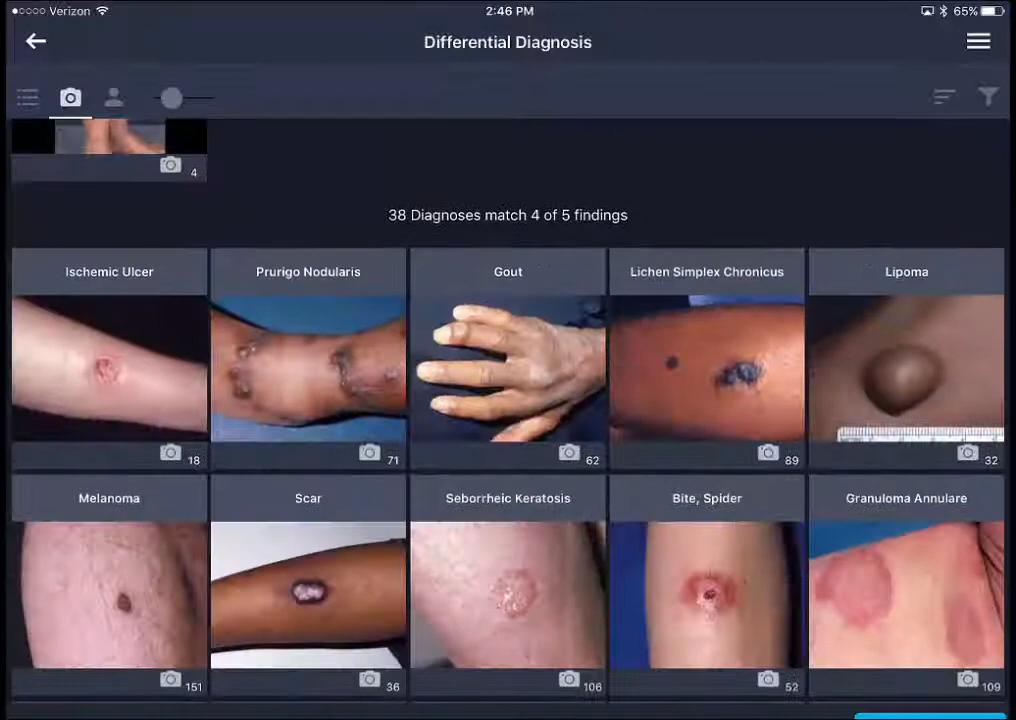 Verizon 2:46 PM 65%
Differential Diagnosis
4
38 Diagnoses match 4 of 5 findings
Ischemic Ulcer Prurigo Nodularis Gout Lichen Simplex Chronicus Lipoma
18 71 62 89 32
Melanoma Scar Seborrheic Keratosis Bite, Spider Granuloma Annulare
151 36 106 52 109